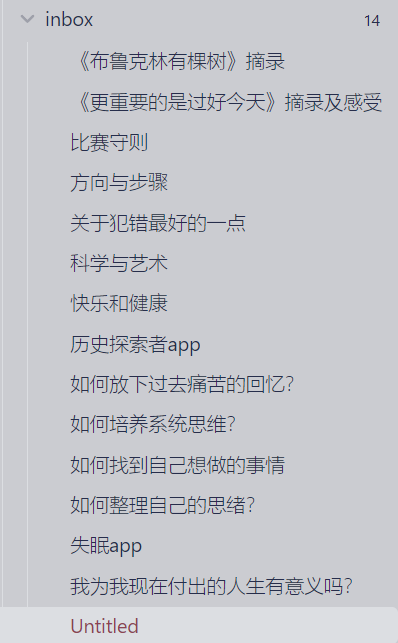 inbox 14
《布鲁克林有棵树》摘录
《更重要的是过好今天》摘录及感受
比赛守则
方向与步骤
关于犯错最好的一点
科学与艺术
快乐和健康
历史探索者app
如何放下过去痛苦的回忆？
如何培养系统思维？
如何找到自己想做的事情
如何整理自己的思绪？
失眠app
我为我现在付出的人生有意义吗？
Untitled